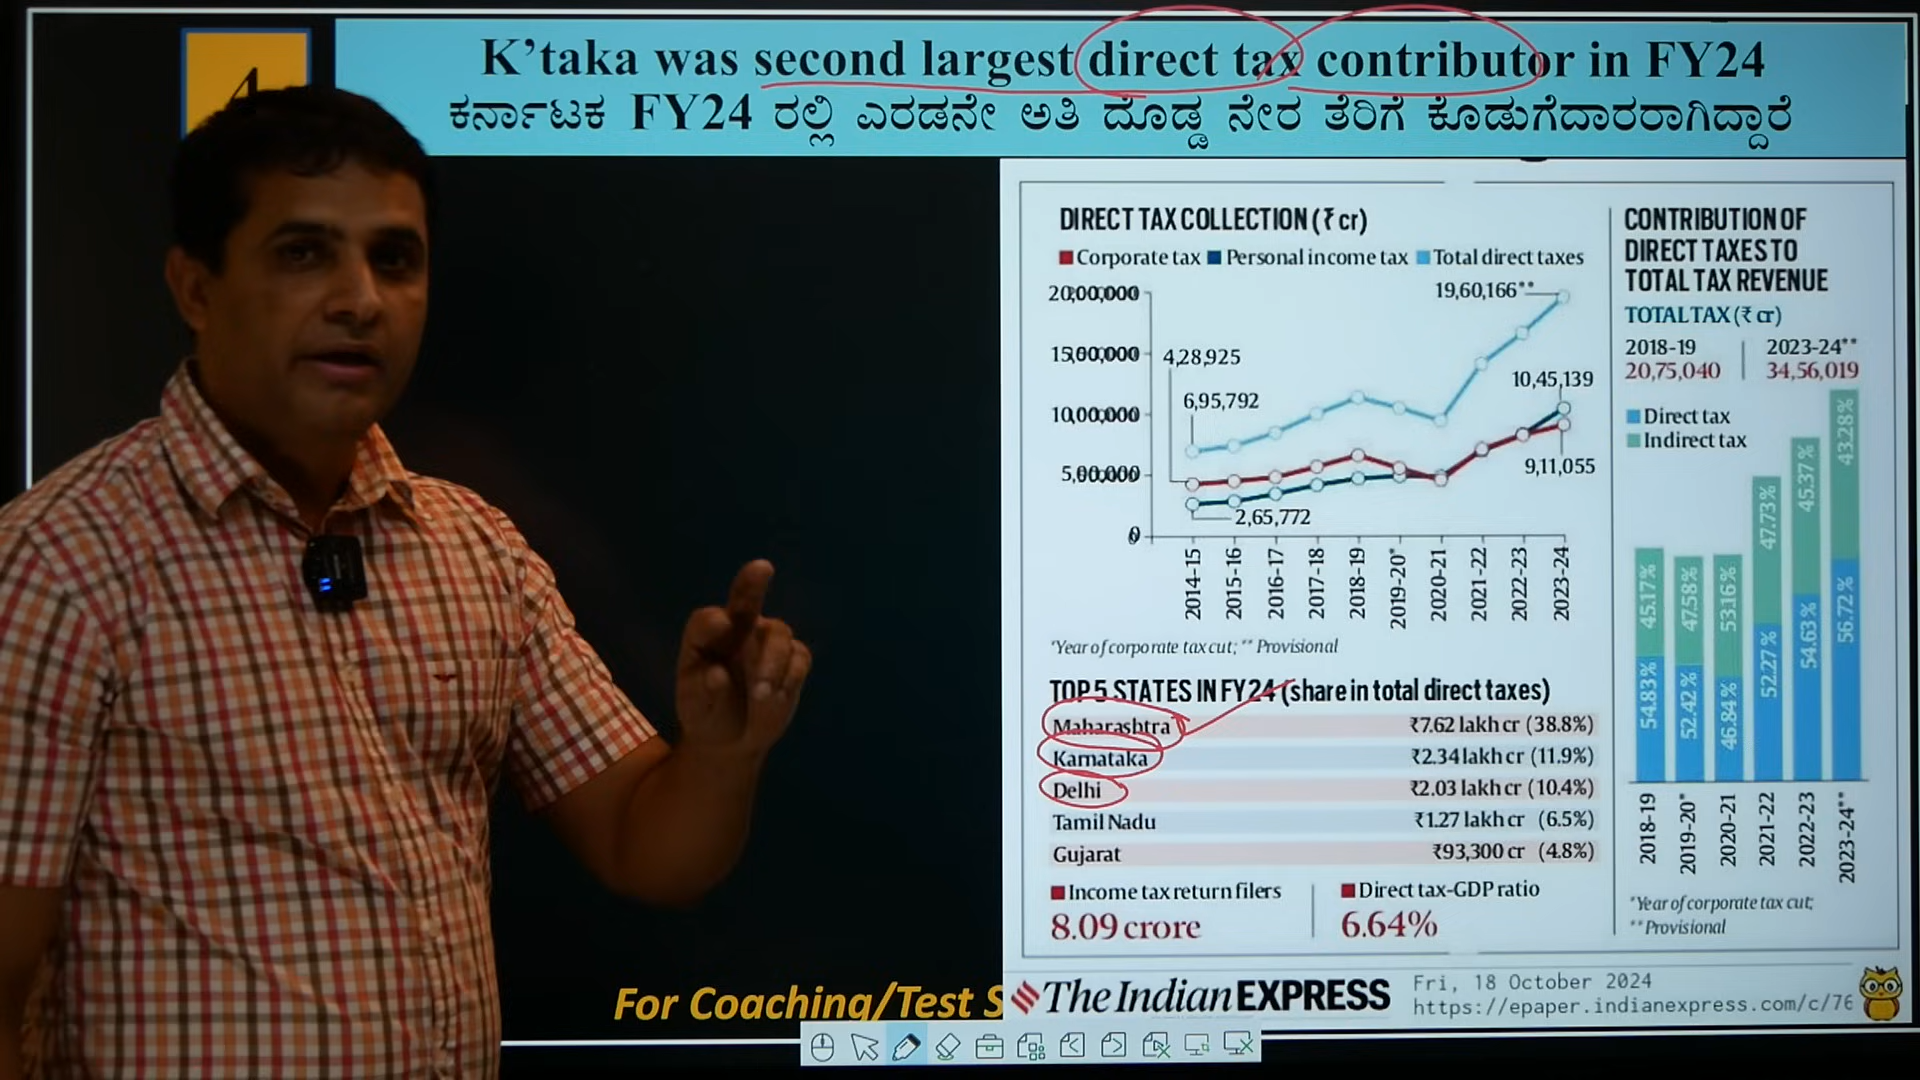 4
K'taka was second largest direct tax contributor in FY24
ಕರ್ನಾಟಕ FY24 ರಲ್ಲಿ ಎರಡನೇ ಅತಿ ದೊಡ್ಡ ನೇರ ತೆರಿಗೆ ಕೊಡುಗೆದಾರರಾಗಿದ್ದಾರೆ
DIRECT TAX COLLECTION (₹ cr)
Corporate tax Personal income tax Total direct taxes
20,00,000
15,00,000
10,00,000
5,00,000
0
19,60,166**
4,28,925
6,95,792
10,45,139
9,11,055
2,65,772
2014-15 2015-16 2016-17 2017-18 2018-19 2019-20* 2020-21 2021-22 2022-23 2023-24
*Year of corporate tax cut; ** Provisional
TOP 5 STATES IN FY24 (share in total direct taxes)
Maharashtra ₹7.62 lakh cr (38.8%)
Karnataka ₹2.34 lakh cr (11.9%)
Delhi ₹2.03 lakh cr (10.4%)
Tamil Nadu ₹1.27 lakh cr (6.5%)
Gujarat ₹93,300 cr (4.8%)
Income tax return filers
8.09 crore
Direct tax-GDP ratio
6.64%
CONTRIBUTION OF
DIRECT TAXES TO
TOTAL TAX REVENUE
TOTAL TAX (₹ cr)
2018-19 2023-24**
20,75,040 34,56,019
Direct tax
Indirect tax
45.17% 47.58% 53.16% 47.73% 45.37% 43.28%
54.83% 52.42% 46.84% 52.27% 54.63% 56.72%
2018-19 2019-20* 2020-21 2021-22 2022-23 2023-24**
*Year of corporate tax cut;
**Provisional
For Coaching/Test S
The Indian EXPRESS
Fri, 18 October 2024
https://epaper.indianexpress.com/c/76